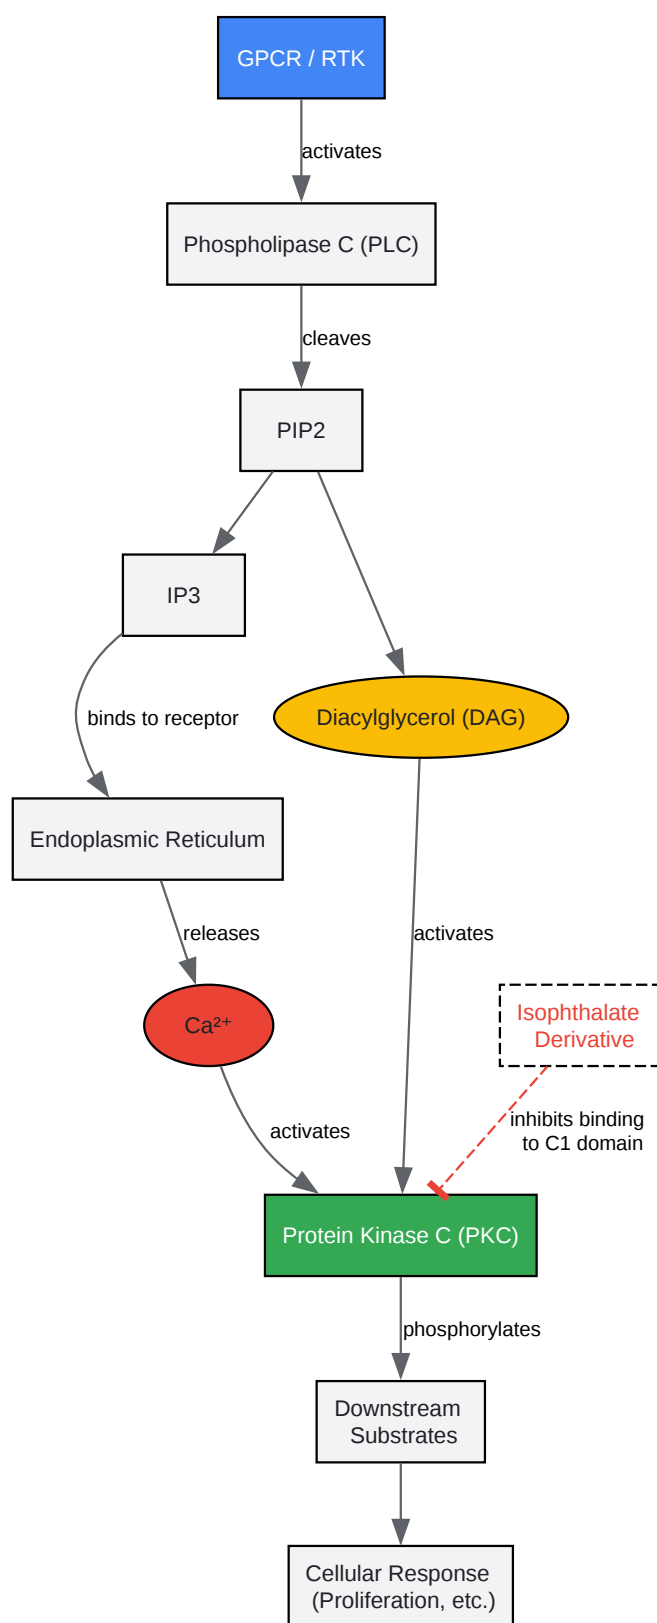 GPCR / RTK
activates
Phospholipase C (PLC)
cleaves
PIP2
IP3
binds to receptor
Diacylglycerol (DAG)
Endoplasmic Reticulum
releases
activates
Ca²⁺
Isophthalate
Derivative
inhibits binding
to C1 domain
activates
Protein Kinase C (PKC)
phosphorylates
Downstream
Substrates
Cellular Response
(Proliferation, etc.)